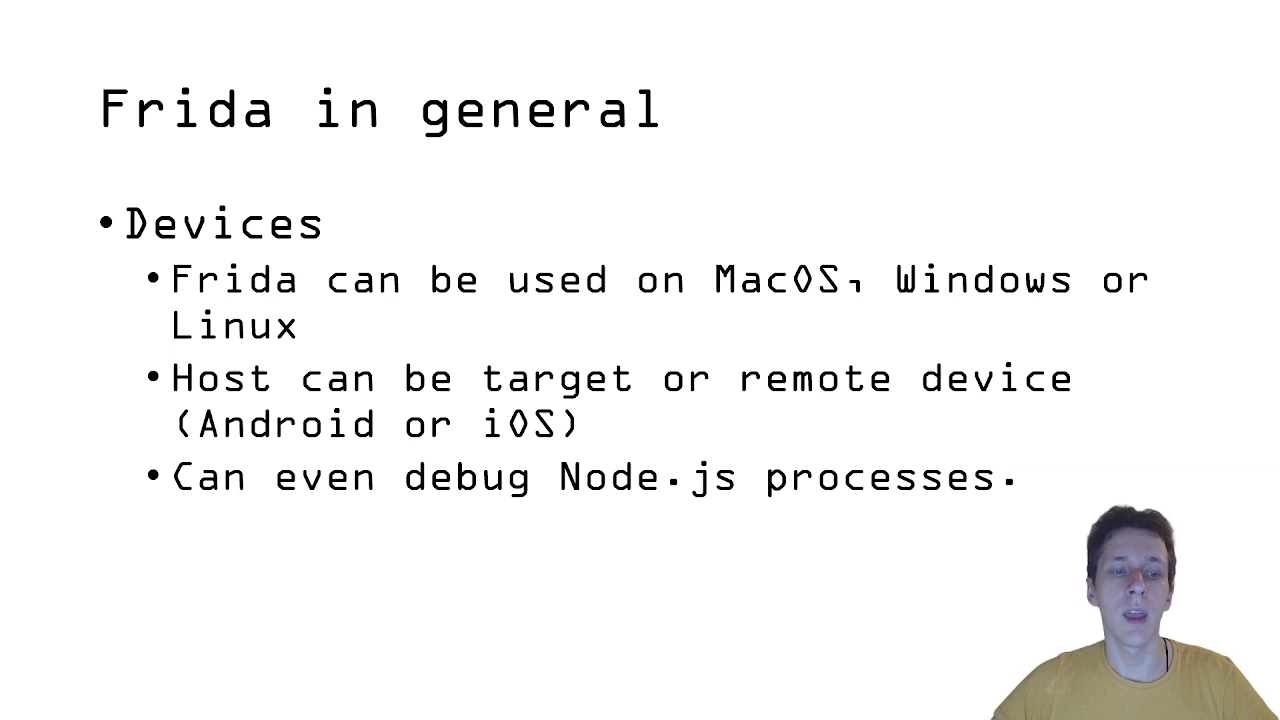 Frida in general
• Devices
• Frida can be used on MacOS, Windows or
Linux
• Host can be target or remote device
(Android or iOS)
• Can even debug Node.js processes.